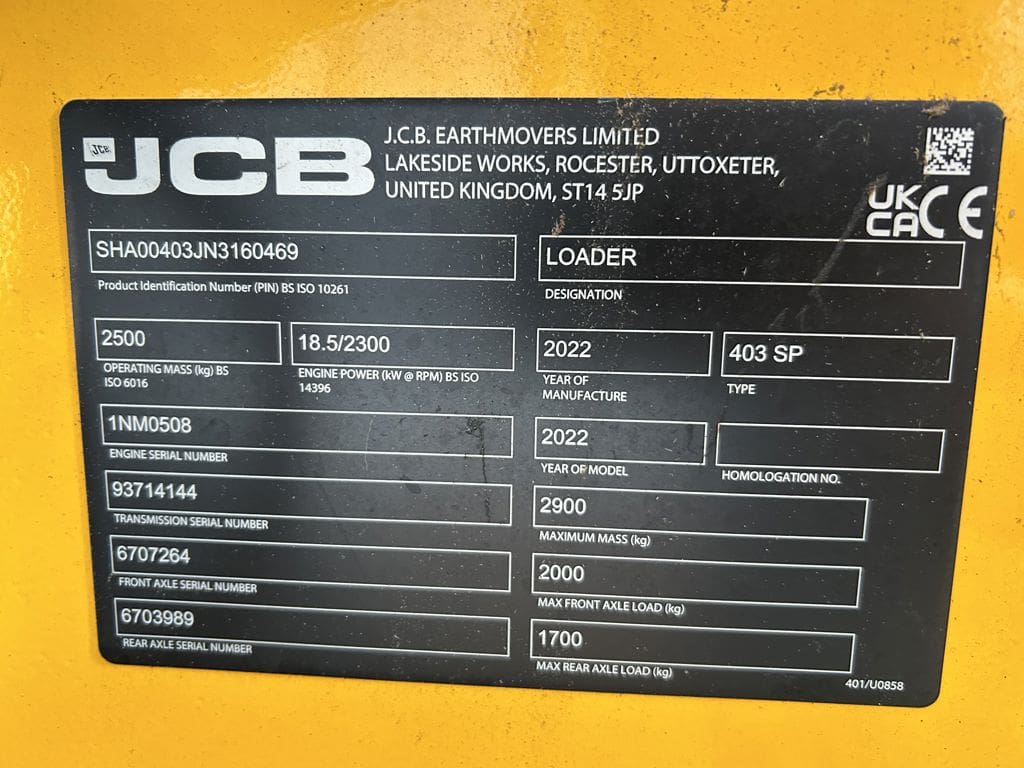 JCB
JCB
J.C.B. EARTHMOVERS LIMITED
LAKESIDE WORKS, ROCESTER, UTTOXETER,
UNITED KINGDOM, ST14 5JP
UK
CA CE
SHA00403JN3160469
Product Identification Number (PIN) BS ISO 10261
LOADER
DESIGNATION
2500
OPERATING MASS (kg) BS
ISO 6016
18.5/2300
ENGINE POWER (kW @ RPM) BS ISO
14396
2022
YEAR OF
MANUFACTURE
403 SP
TYPE
1NM0508
ENGINE SERIAL NUMBER
2022
YEAR OF MODEL
HOMOLOGATION NO.
93714144
TRANSMISSION SERIAL NUMBER
2900
MAXIMUM MASS (kg)
6707264
FRONT AXLE SERIAL NUMBER
2000
MAX FRONT AXLE LOAD (kg)
6703989
REAR AXLE SERIAL NUMBER
1700
MAX REAR AXLE LOAD (kg)
401/U0858